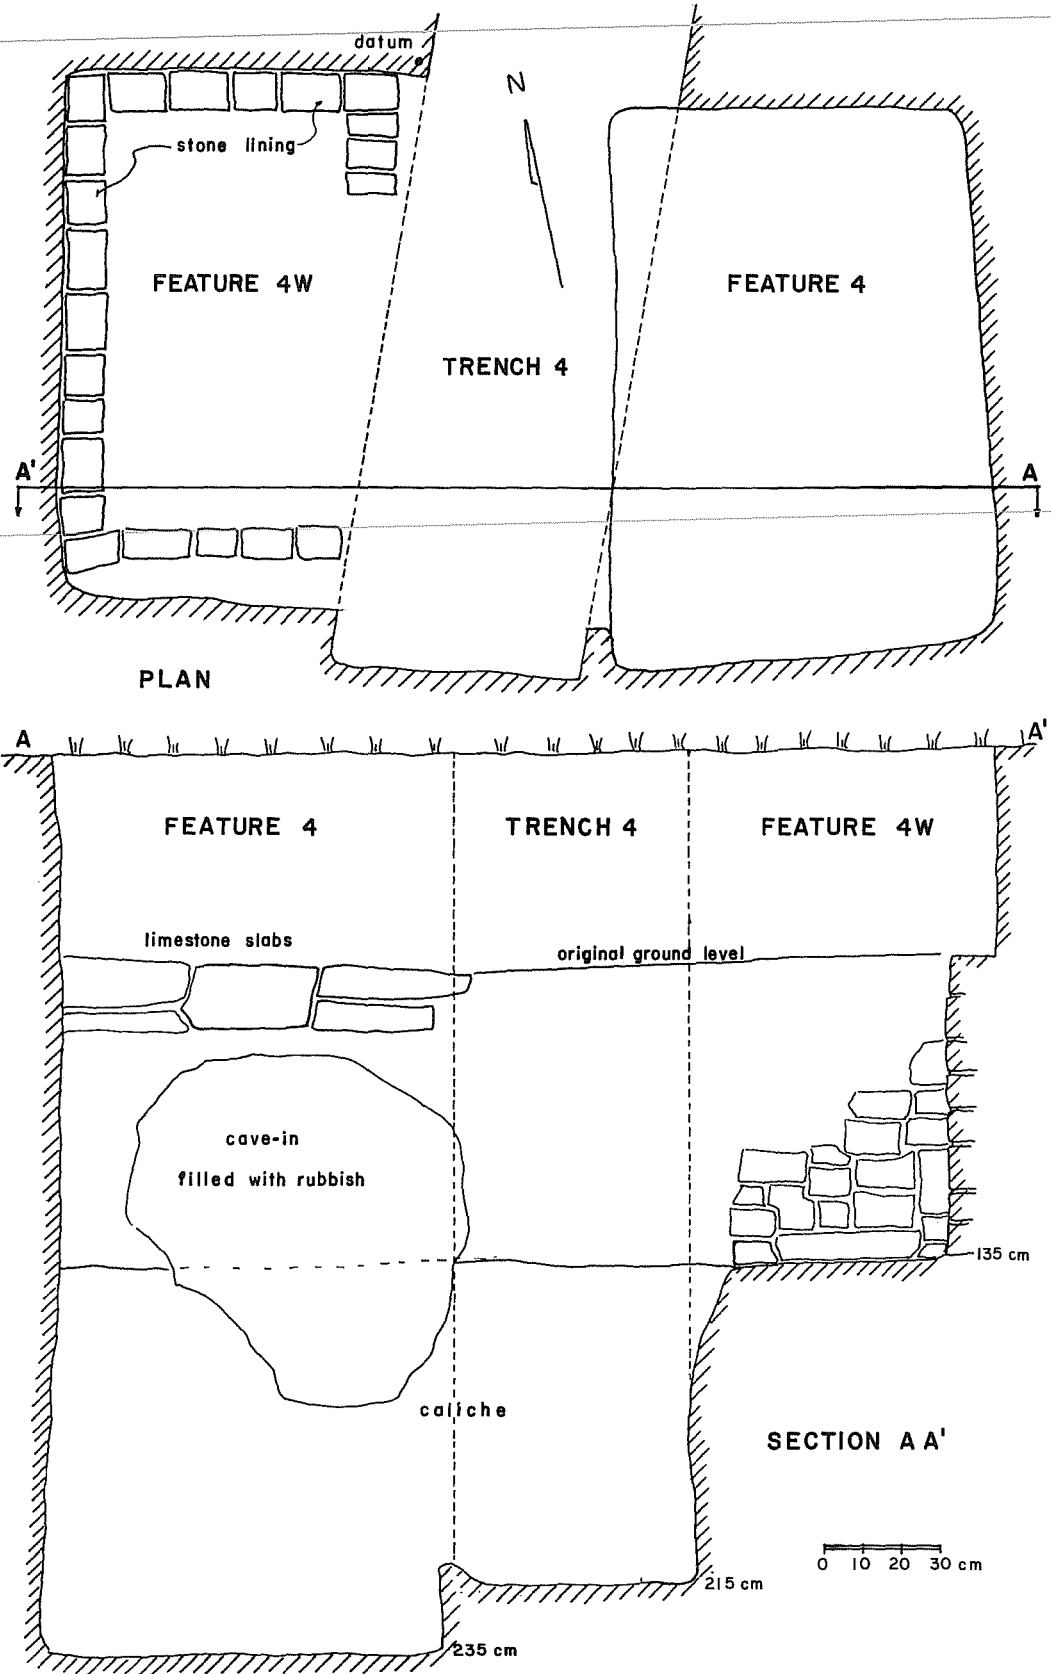 datum
N
stone lining
FEATURE 4W
FEATURE 4
TRENCH 4
A'
A
PLAN
A
A'
FEATURE 4
TRENCH 4
FEATURE 4W
limestone slabs
original ground level
cave-in
filled with rubbish
135 cm
caliche
SECTION A A'
0 10 20 30 cm
215 cm
235 cm